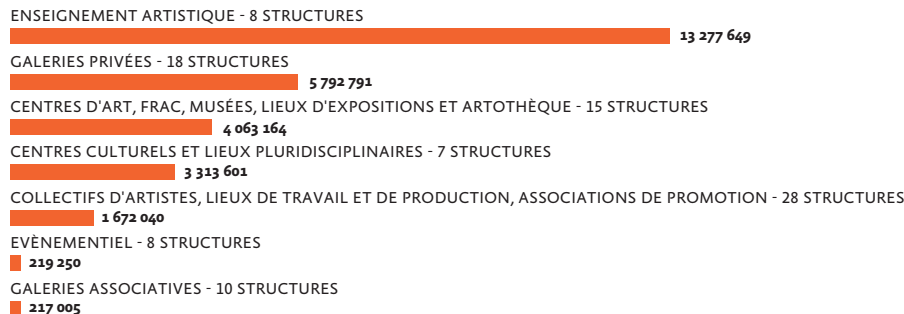 ENSEIGNEMENT ARTISTIQUE - 8 STRUCTURES
13 277 649
GALERIES PRIVÉES - 18 STRUCTURES
5 792 791
CENTRES D'ART, FRAC, MUSÉES, LIEUX D'EXPOSITIONS ET ARTOTHÈQUE - 15 STRUCTURES
4 063 164
CENTRES CULTURELS ET LIEUX PLURIDISCIPLINAIRES - 7 STRUCTURES
3 313 601
COLLECTIFS D'ARTISTES, LIEUX DE TRAVAIL ET DE PRODUCTION, ASSOCIATIONS DE PROMOTION - 28 STRUCTURES
1 672 040
EVÈNEMENTIEL - 8 STRUCTURES
219 250
GALERIES ASSOCIATIVES - 10 STRUCTURES
217 005